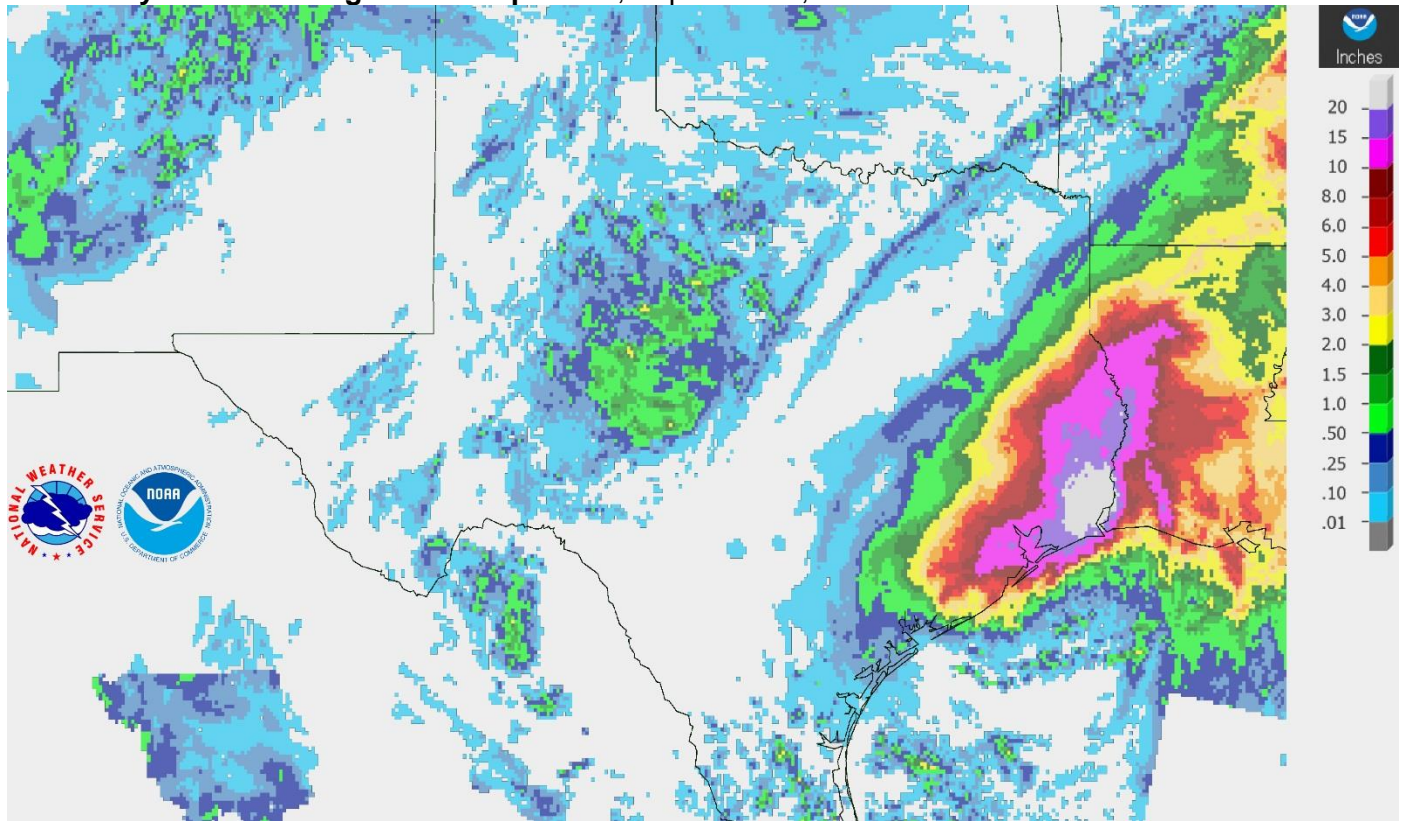 NOAA
Inches
20
15
10
8.0
6.0
5.0
4.0
3.0
2.0
1.5
1.0
.50
.25
.10
.01
NATIONAL WEATHER SERVICE
NATIONAL OCEANIC AND ATMOSPHERIC ADMINISTRATION
NOAA
U.S. DEPARTMENT OF COMMERCE